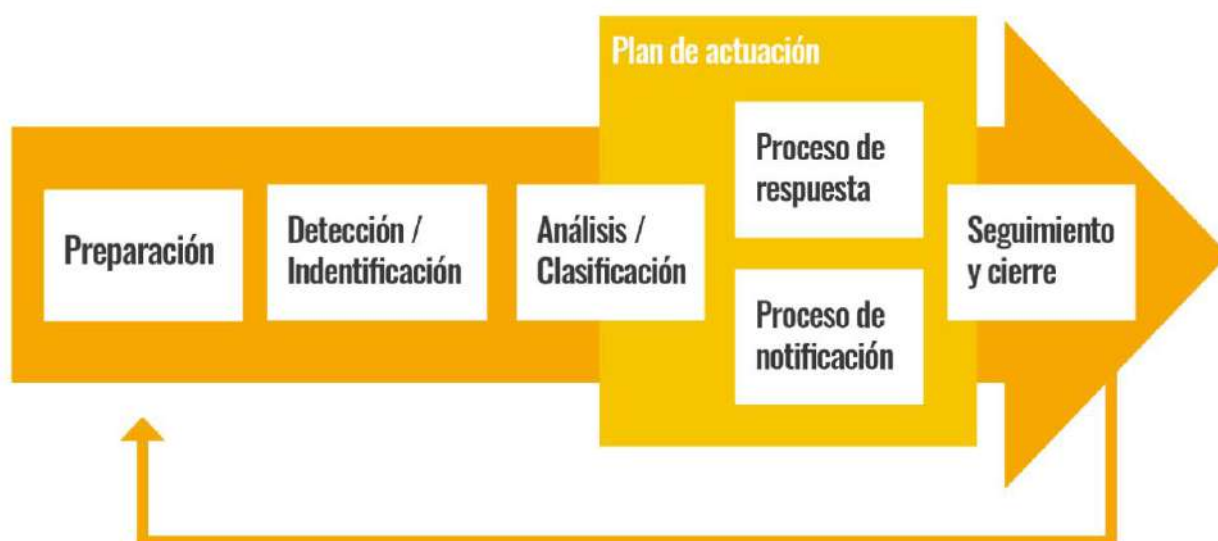 Plan de actuación
Preparación
Detección /
Indentificación
Análisis /
Clasificación
Proceso de
respuesta
Proceso de
notificación
Seguimiento
y cierre